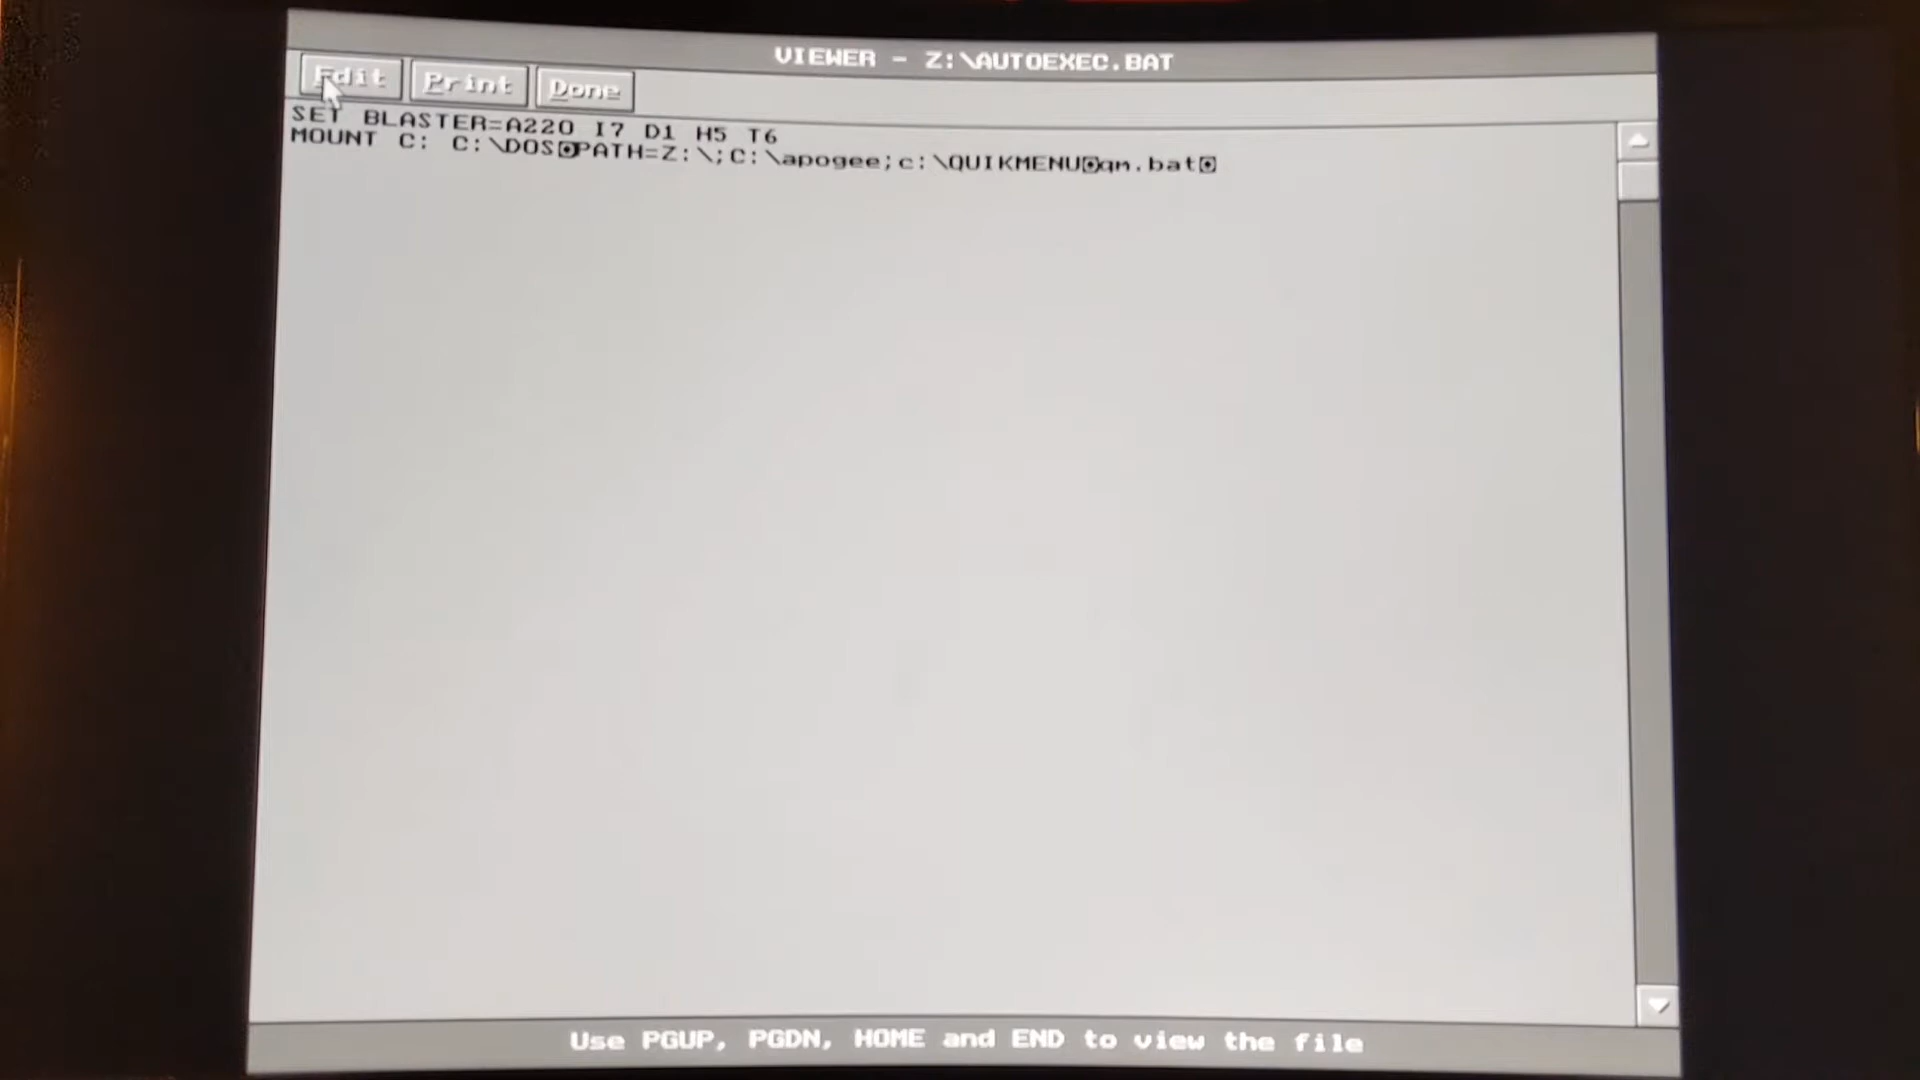 VIEWER - Z:\AUTOEXEC.BAT
Edit Print Done
SET BLASTER=A220 I7 D1 H5 T6
MOUNT C: C:\DOS◙PATH=Z:\;C:\apogee;c:\QUIKMENU◙qm.bat◙
Use PGUP, PGDN, HOME and END to view the file